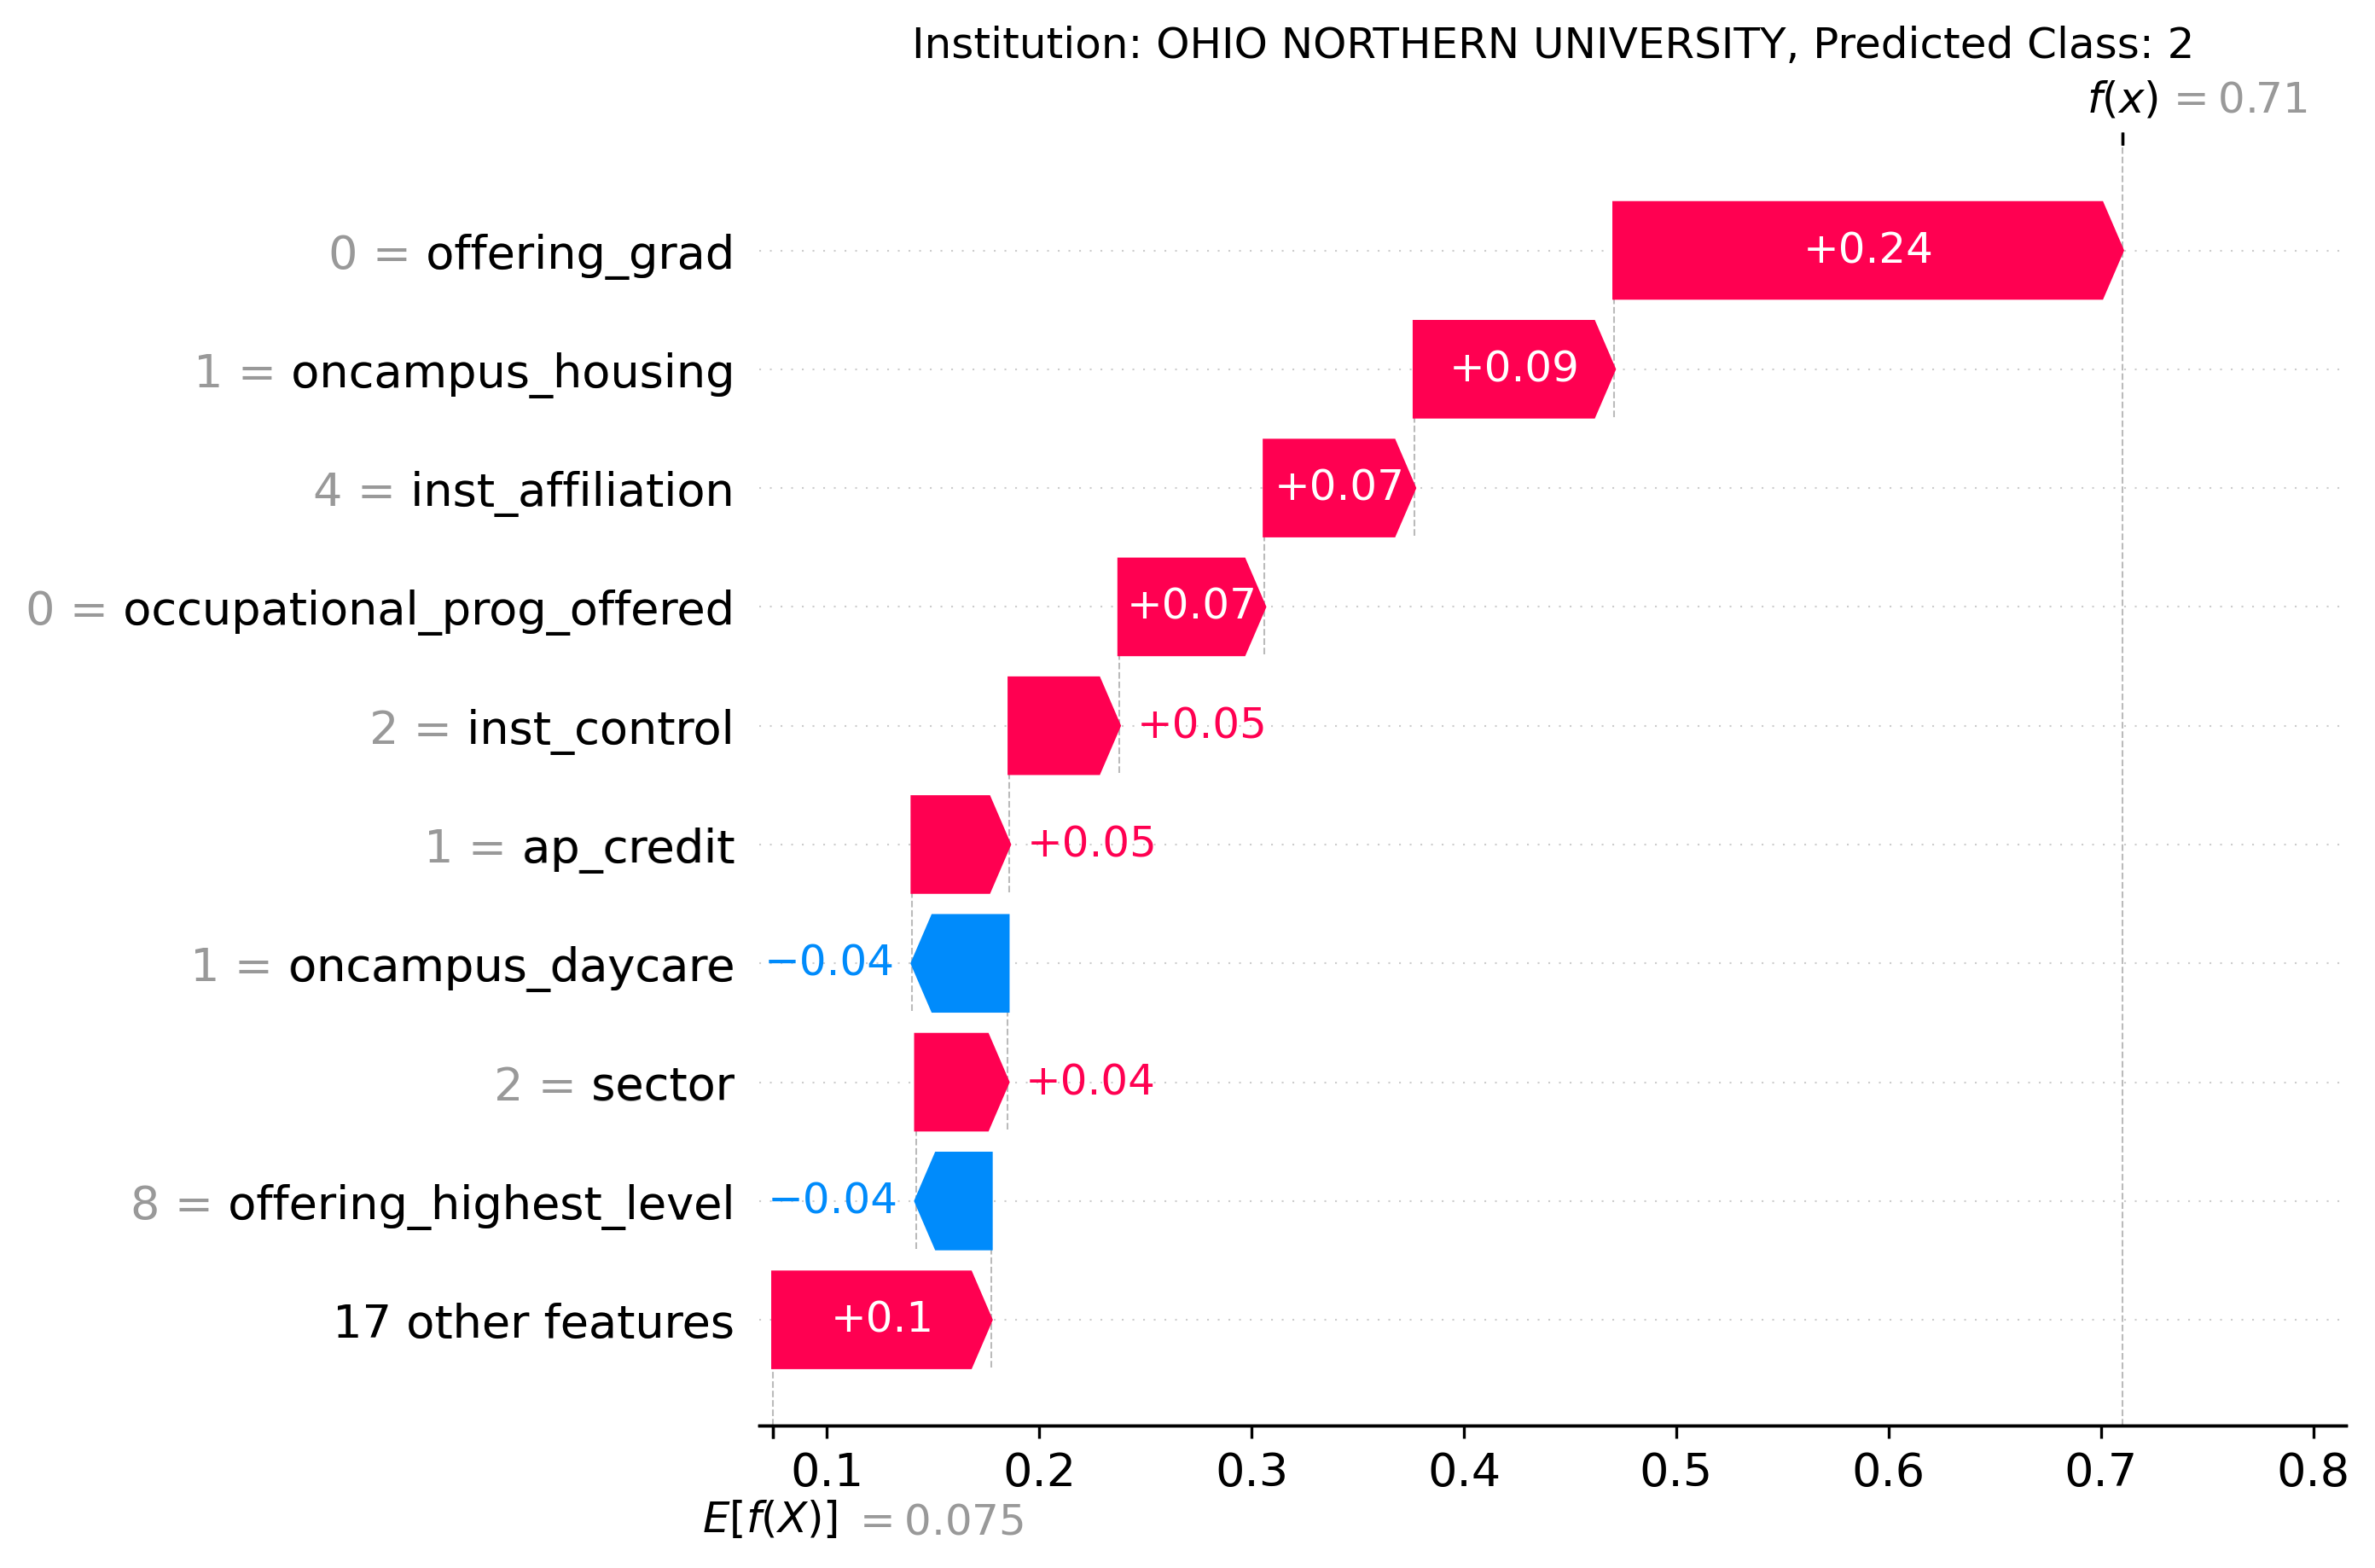 Institution: OHIO NORTHERN UNIVERSITY, Predicted Class: 2
f(x) = 0.71
0 = offering_grad +0.24
1 = oncampus_housing +0.09
4 = inst_affiliation +0.07
0 = occupational_prog_offered +0.07
2 = inst_control +0.05
1 = ap_credit +0.05
1 = oncampus_daycare −0.04
2 = sector +0.04
8 = offering_highest_level −0.04
17 other features +0.1
0.1 0.2 0.3 0.4 0.5 0.6 0.7 0.8
E[f(X)] = 0.075